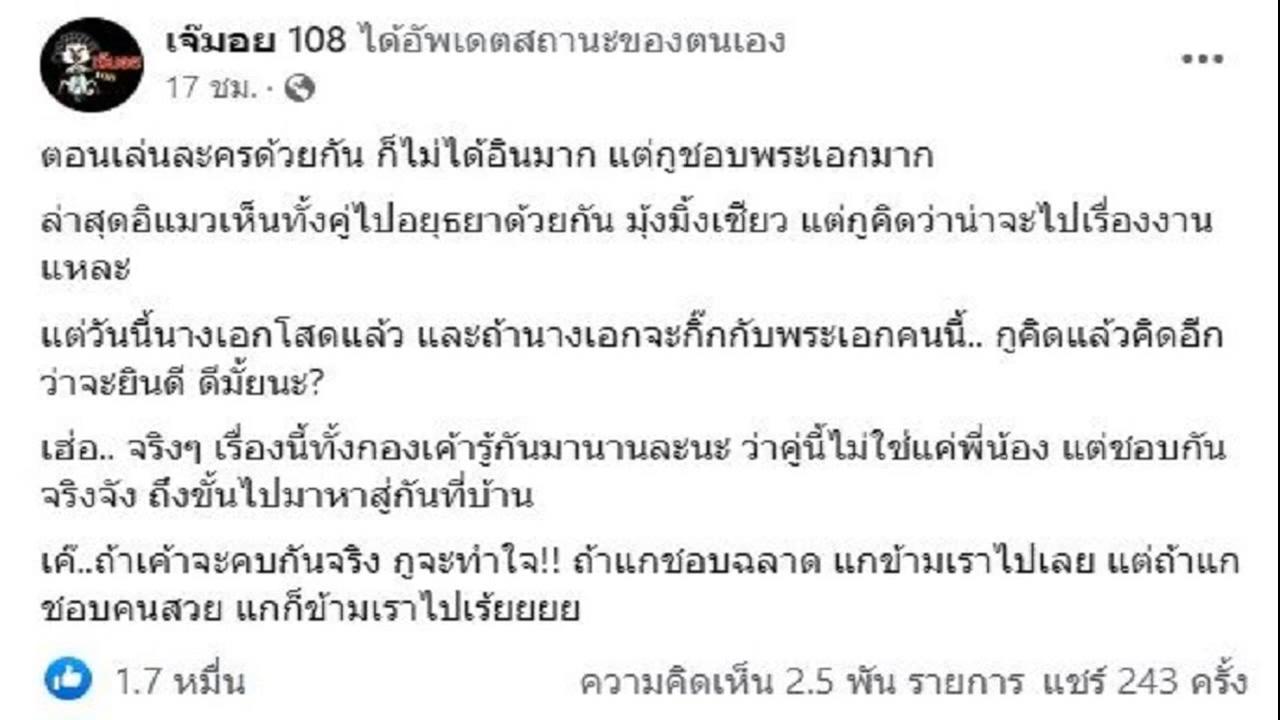 เจ๊มอย 108 ได้อัพเดตสถานะของตนเอง
17 ชม. ·
ตอนเล่นละครด้วยกัน ก็ไม่ได้อินมาก แต่กูชอบพระเอกมาก
ล่าสุดอิแมวเห็นทั้งคู่ไปอยุธยาด้วยกัน มุ้งมิ้งเชียว แต่กูคิดว่าน่าจะไปเรื่องงาน
แหละ
แต่วันนี้นางเอกโสดแล้ว และถ้านางเอกจะกิ๊กกับพระเอกคนนี้.. กูคิดแล้วคิดอีก
ว่าจะยินดี ดีมั้ยนะ?
เฮ่อ.. จริงๆ เรื่องนี้ทั้งกองเค้ารู้กันมานานละนะ ว่าคู่นี้ไม่ใช่แค่พี่น้อง แต่ชอบกัน
จริงจัง ถึงขั้นไปมาหาสู่กันที่บ้าน
เค๊..ถ้าเค้าจะคบกันจริง กูจะทำใจ!! ถ้าแกชอบฉลาด แกข้ามเราไปเลย แต่ถ้าแก
ชอบคนสวย แกก็ข้ามเราไปเร้ยยยย
1.7 หมื่น ความคิดเห็น 2.5 พัน รายการ แชร์ 243 ครั้ง